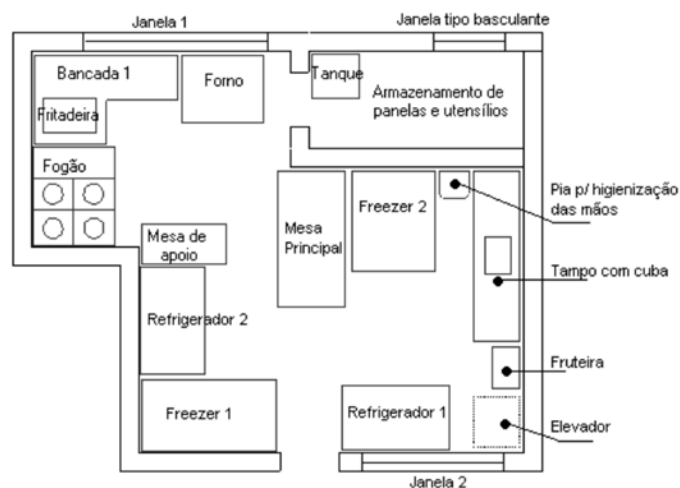 Janela 1
Janela tipo basculante
Bancada 1
Forno
Tanque
Armazenamento de
panelas e utensílios
Fritadeira
Fogão
Pia p/ higienização
das mãos
Freezer 2
Mesa
Principal
Mesa de
apoio
Tampo com cuba
Refrigerador 2
Fruteira
Freezer 1
Refrigerador 1
Elevador
Janela 2